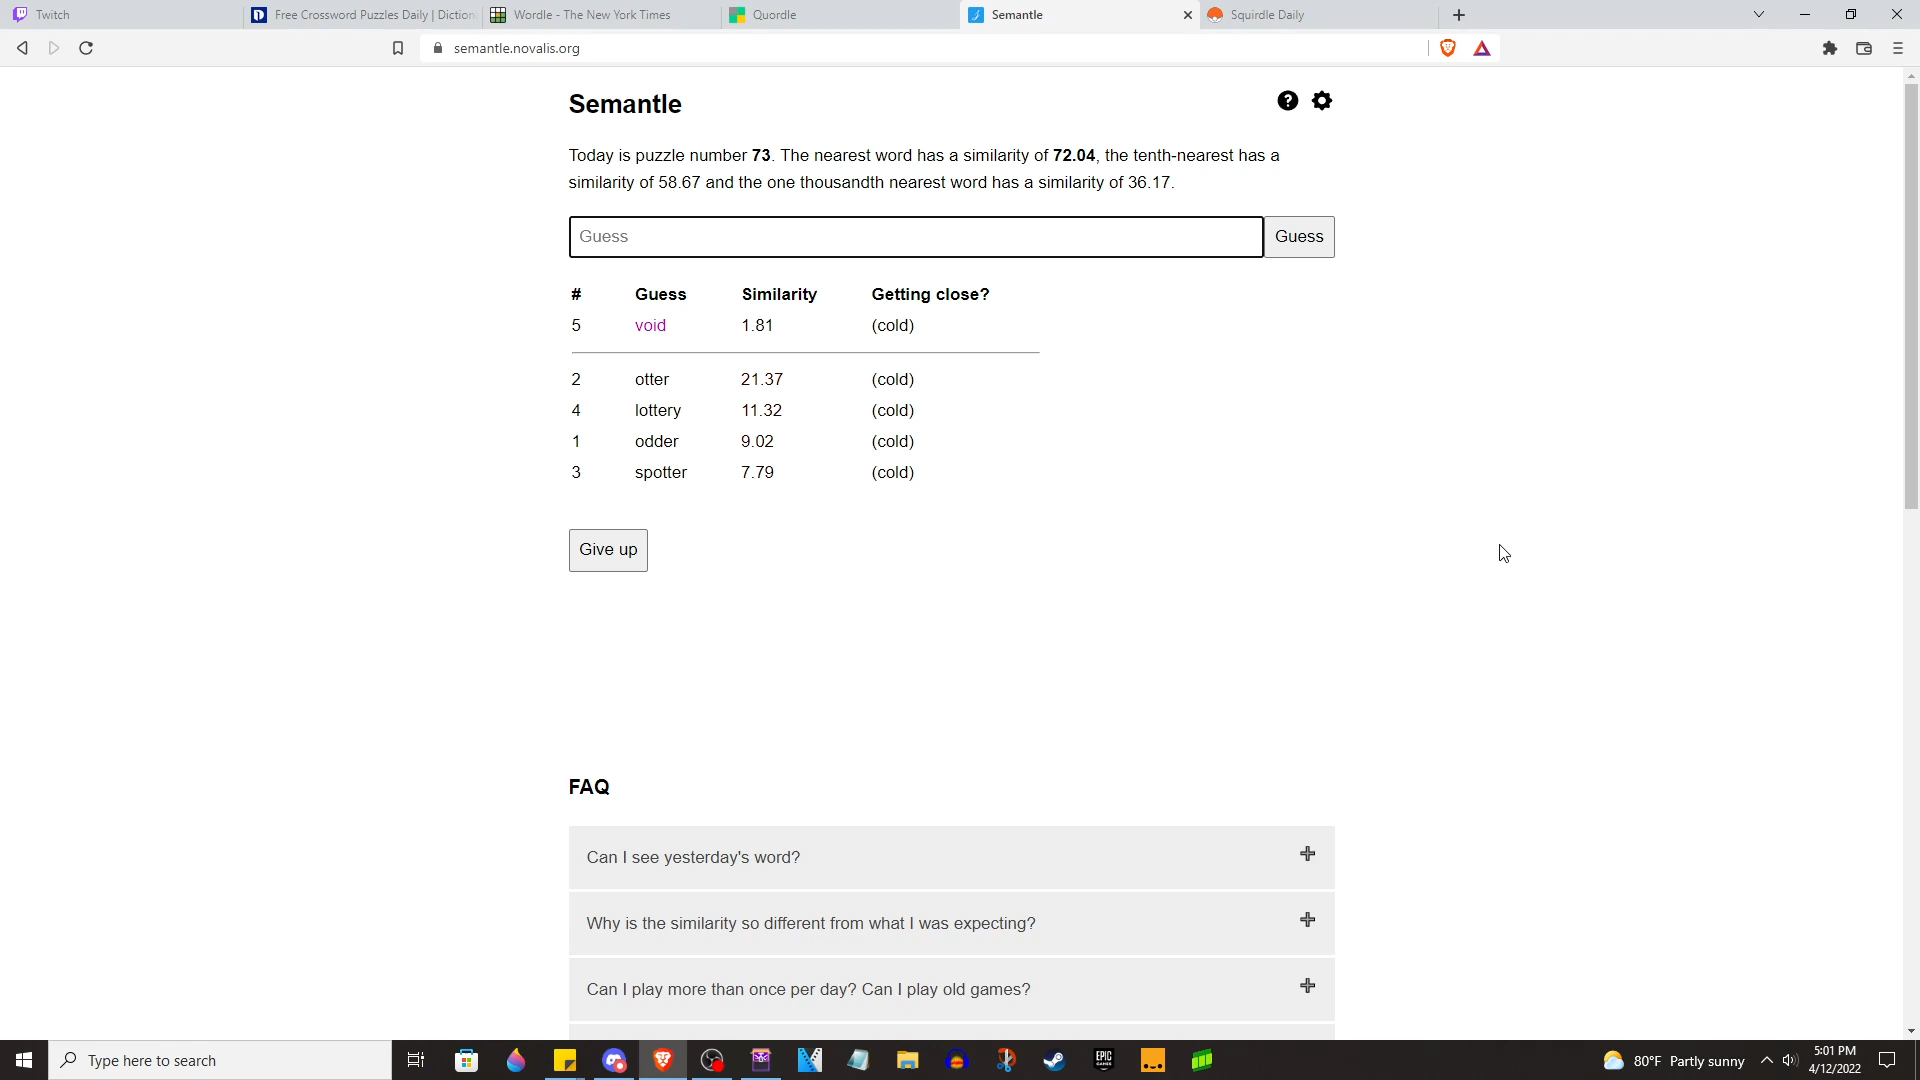 Twitch
Free Crossword Puzzles Daily | Diction
Wordle - The New York Times
Quordle
Semantle
Squirdle Daily
semantle.novalis.org
Semantle
Today is puzzle number 73. The nearest word has a similarity of 72.04, the tenth-nearest has a
similarity of 58.67 and the one thousandth nearest word has a similarity of 36.17.
Guess Guess
# Guess Similarity Getting close?
5 void 1.81 (cold)
2 otter 21.37 (cold)
4 lottery 11.32 (cold)
1 odder 9.02 (cold)
3 spotter 7.79 (cold)
Give up
FAQ
Can I see yesterday's word?
Why is the similarity so different from what I was expecting?
Can I play more than once per day? Can I play old games?
Type here to search
EPIC GAMES
80°F Partly sunny
5:01 PM
4/12/2022